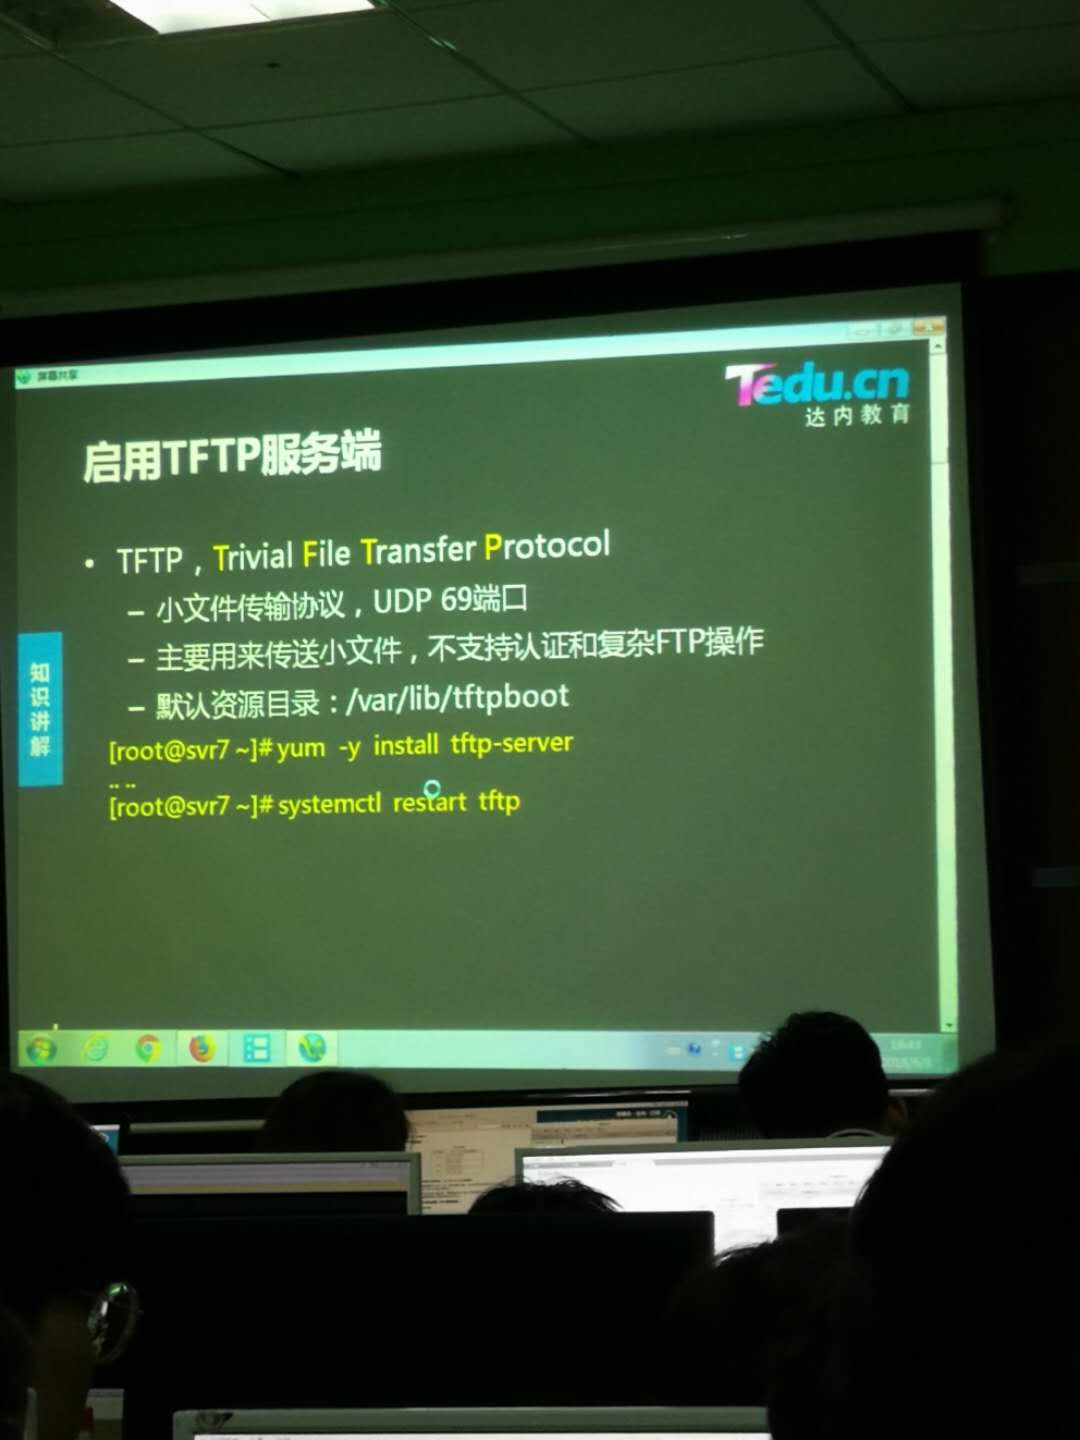 屏幕共享
Tedu.cn
达内教育
启用TFTP服务端
• TFTP，Trivial File Transfer Protocol
– 小文件传输协议，UDP 69端口
– 主要用来传送小文件，不支持认证和复杂FTP操作
– 默认资源目录：/var/lib/tftpboot
[root@svr7 ~]# yum -y install tftp-server
.. ..
[root@svr7 ~]# systemctl restart tftp
知识讲解